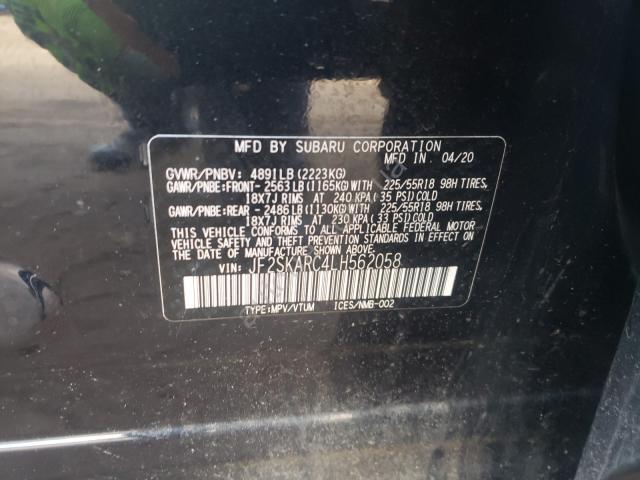 MFD BY SUBARU CORPORATION
MFD IN 04/20
GVWR/PNBV: 4891LB (2223KG)
GAWR/PNBE:FRONT- 2563 LB (1165KG) WITH 225/55R18 98H TIRES,
18X7J RIMS AT 240 KPA ( 35 PSI) COLD
GAWR/PNBE:REAR - 2486 LB (1130KG) WITH 225/55R18 98H TIRES,
18X7J RIMS AT 230 KPA ( 33 PSI) COLD
THIS VEHICLE CONFORMS TO ALL APPLICABLE FEDERAL MOTOR
VEHICLE SAFETY, AND THEFT PREVENTION STANDARDS IN EFFECT
ON THE DATE OF MANUFACTURE SHOWN ABOVE.
VIN: JF2SKARC4LH562058
TYPE:MPV/VTUM ICES/NMB-002